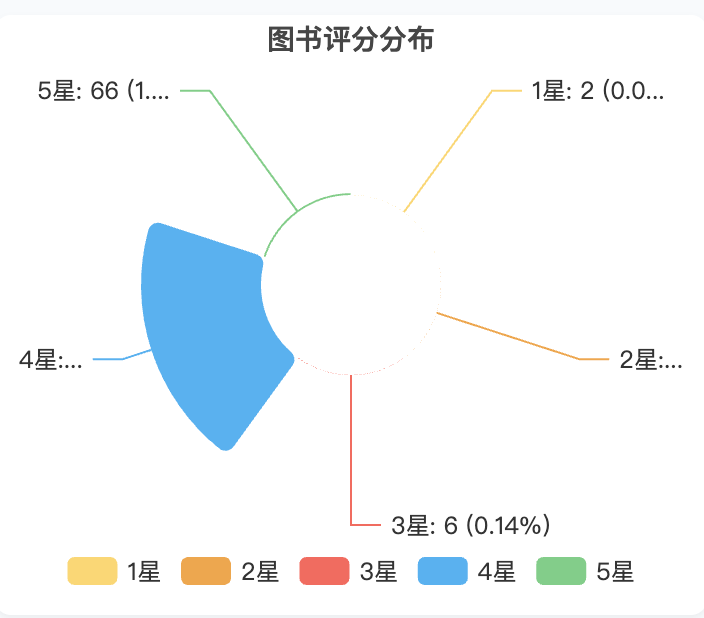 图书评分分布
5星: 66 (1....
1星: 2 (0.0...
4星:...
2星:...
3星: 6 (0.14%)
1星 2星 3星 4星 5星